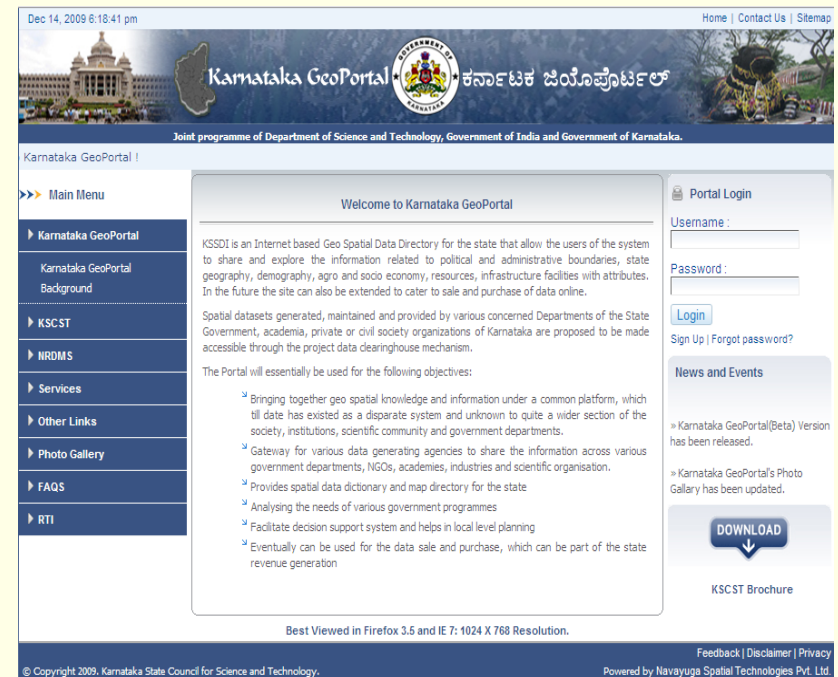 Dec 14, 2009 6:18:41 pm
Home | Contact Us | Sitemap
Karnataka GeoPortal
GOVERNMENT OF
KARNATAKA
ಕರ್ನಾಟಕ ಜಿಯೊಪೊರ್ಟಲ್
Joint programme of Department of Science and Technology, Government of India and Government of Karnataka.
Karnataka GeoPortal !
Main Menu
Karnataka GeoPortal
Karnataka GeoPortal
Background
KSCST
NRDMS
Services
Other Links
Photo Gallery
FAQS
RTI
Welcome to Karnataka GeoPortal
KSSDI is an Internet based Geo Spatial Data Directory for the state that allow the users of the system
to share and explore the information related to political and administrative boundaries, state
geography, demography, agro and socio economy, resources, infrastructure facilities with attributes.
In the future the site can also be extended to cater to sale and purchase of data online.
Spatial datasets generated, maintained and provided by various concerned Departments of the State
Government, academia, private or civil society organizations of Karnataka are proposed to be made
accessible through the project data clearinghouse mechanism.
The Portal will essentially be used for the following objectives:
Bringing together geo spatial knowledge and information under a common platform, which
till date has existed as a disparate system and unknown to quite a wider section of the
society, institutions, scientific community and government departments.
Gateway for various data generating agencies to share the information across various
government departments, NGOs, academies, industries and scientific organisation.
Provides spatial data dictionary and map directory for the state
Analysing the needs of various government programmes
Facilitate decision support system and helps in local level planning
Eventually can be used for the data sale and purchase, which can be part of the state
revenue generation
Portal Login
Username :
Password :
Login
Sign Up | Forgot password?
News and Events
» Karnataka GeoPortal(Beta) Version
has been released.
» Karnataka GeoPortal's Photo
Gallary has been updated.
DOWNLOAD
KSCST Brochure
Best Viewed in Firefox 3.5 and IE 7: 1024 X 768 Resolution.
Feedback | Disclaimer | Privacy
© Copyright 2009. Karnataka State Council for Science and Technology.
Powered by Navayuga Spatial Technologies Pvt. Ltd.